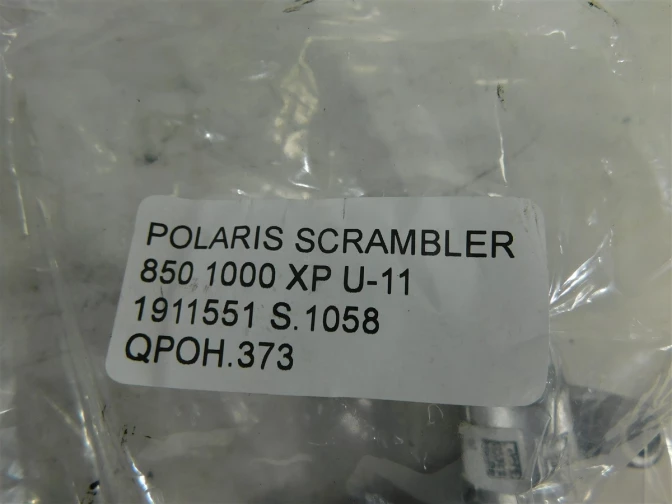 POLARIS SCRAMBLER
850 1000 XP U-11
1911551 S.1058
QPOH.373